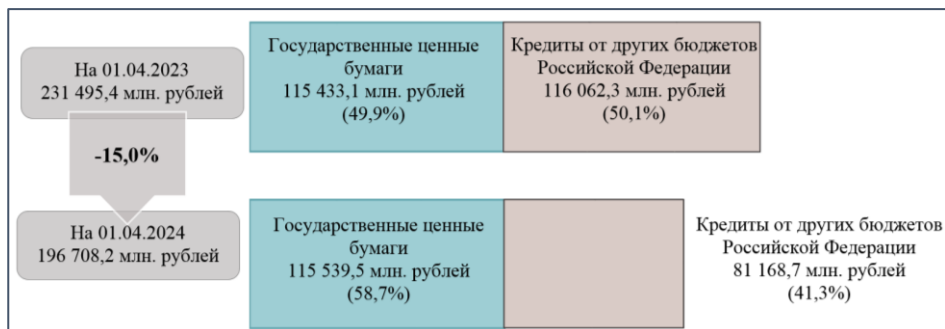 На 01.04.2023
231 495,4 млн. рублей
Государственные ценные
бумаги
115 433,1 млн. рублей
(49,9%)
Кредиты от других бюджетов
Российской Федерации
116 062,3 млн. рублей
(50,1%)
-15,0%
На 01.04.2024
196 708,2 млн. рублей
Государственные ценные
бумаги
115 539,5 млн. рублей
(58,7%)
Кредиты от других бюджетов
Российской Федерации
81 168,7 млн. рублей
(41,3%)